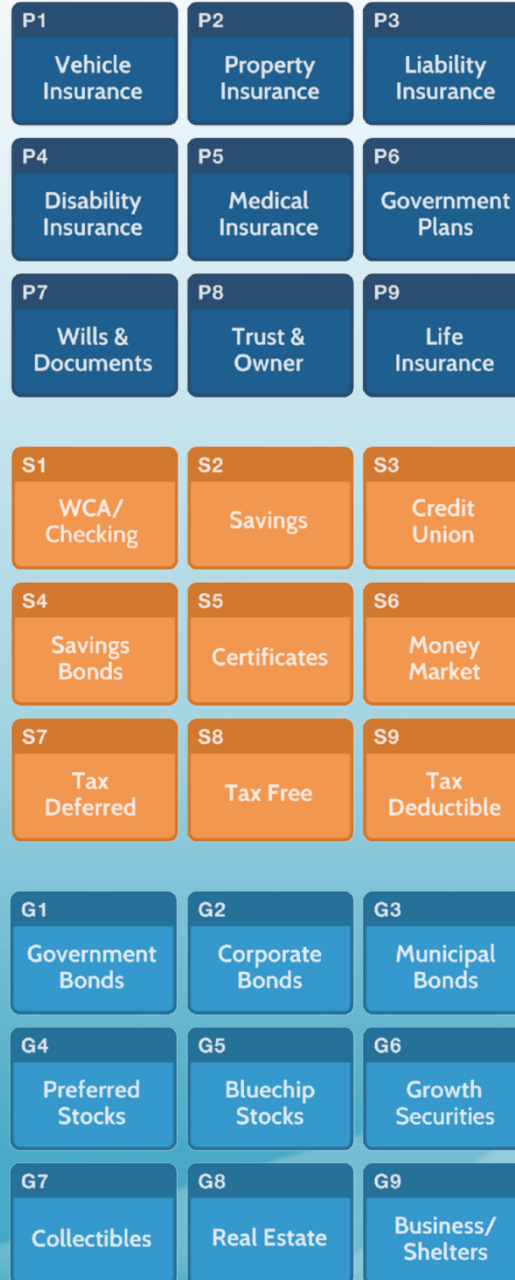 P1
P2
P3
Vehicle
Insurance
Property
Insurance
Liability
Insurance
P4
P5
P6
Disability
Insurance
Medical
Insurance
Government
Plans
P7
P8
P9
Wills &
Documents
Trust &
Owner
Life
Insurance
S1
S2
S3
WCA/
Checking
Savings
Credit
Union
S4
S5
S6
Savings
Bonds
Certificates
Money
Market
S7
S8
S9
Tax
Deferred
Tax Free
Tax
Deductible
G1
G2
G3
Government
Bonds
Corporate
Bonds
Municipal
Bonds
G4
G5
G6
Preferred
Stocks
Bluechip
Stocks
Growth
Securities
G7
G8
G9
Collectibles
Real Estate
Business/
Shelters